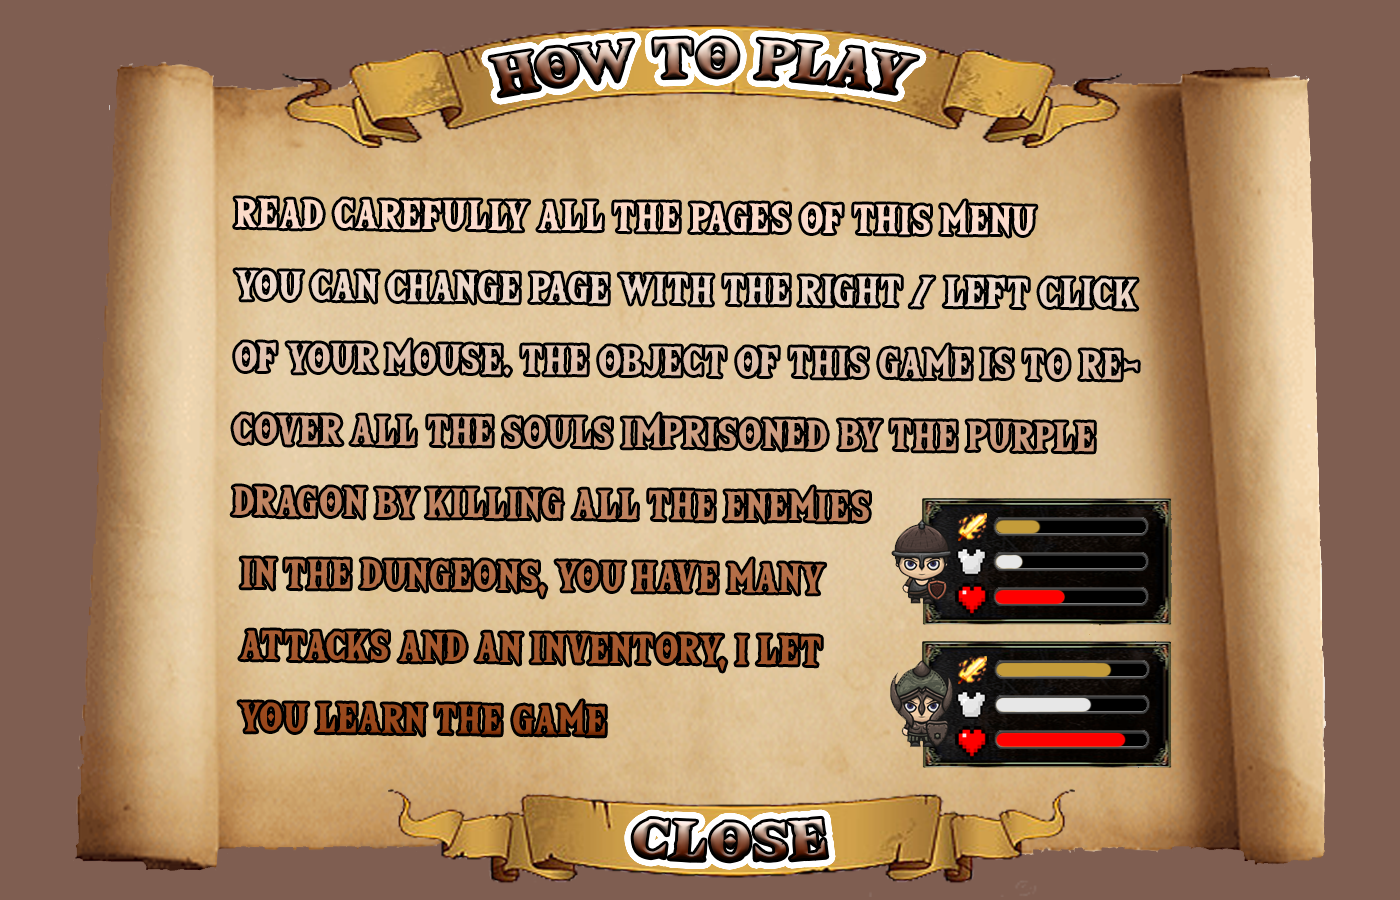 HOW TO PLAY
READ CAREFULLY ALL THE PAGES OF THIS MENU
YOU CAN CHANGE PAGE WITH THE RIGHT / LEFT CLICK
OF YOUR MOUSE. THE OBJECT OF THIS GAME IS TO RE-
COVER ALL THE SOULS IMPRISONED BY THE PURPLE
DRAGON BY KILLING ALL THE ENEMIES
IN THE DUNGEONS, YOU HAVE MANY
ATTACKS AND AN INVENTORY, I LET
YOU LEARN THE GAME
CLOSE